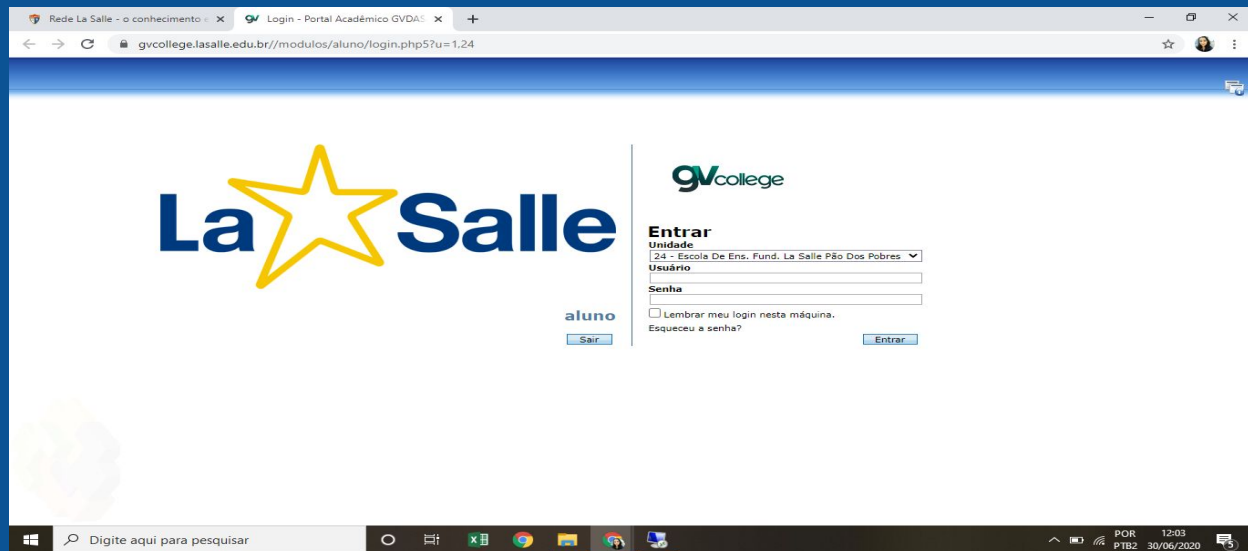 Rede La Salle - o conhecimento e
Login - Portal Acadêmico GVDAS
gvcollege.lasalle.edu.br//modulos/aluno/login.php5?u=1,24
La Salle
aluno
Sair
gvcollege
Entrar
Unidade
24 - Escola De Ens. Fund. La Salle Pão Dos Pobres
Usuário
Senha
Lembrar meu login nesta máquina.
Esqueceu a senha?
Entrar
Digite aqui para pesquisar
POR 12:03
PTB2 30/06/2020
5